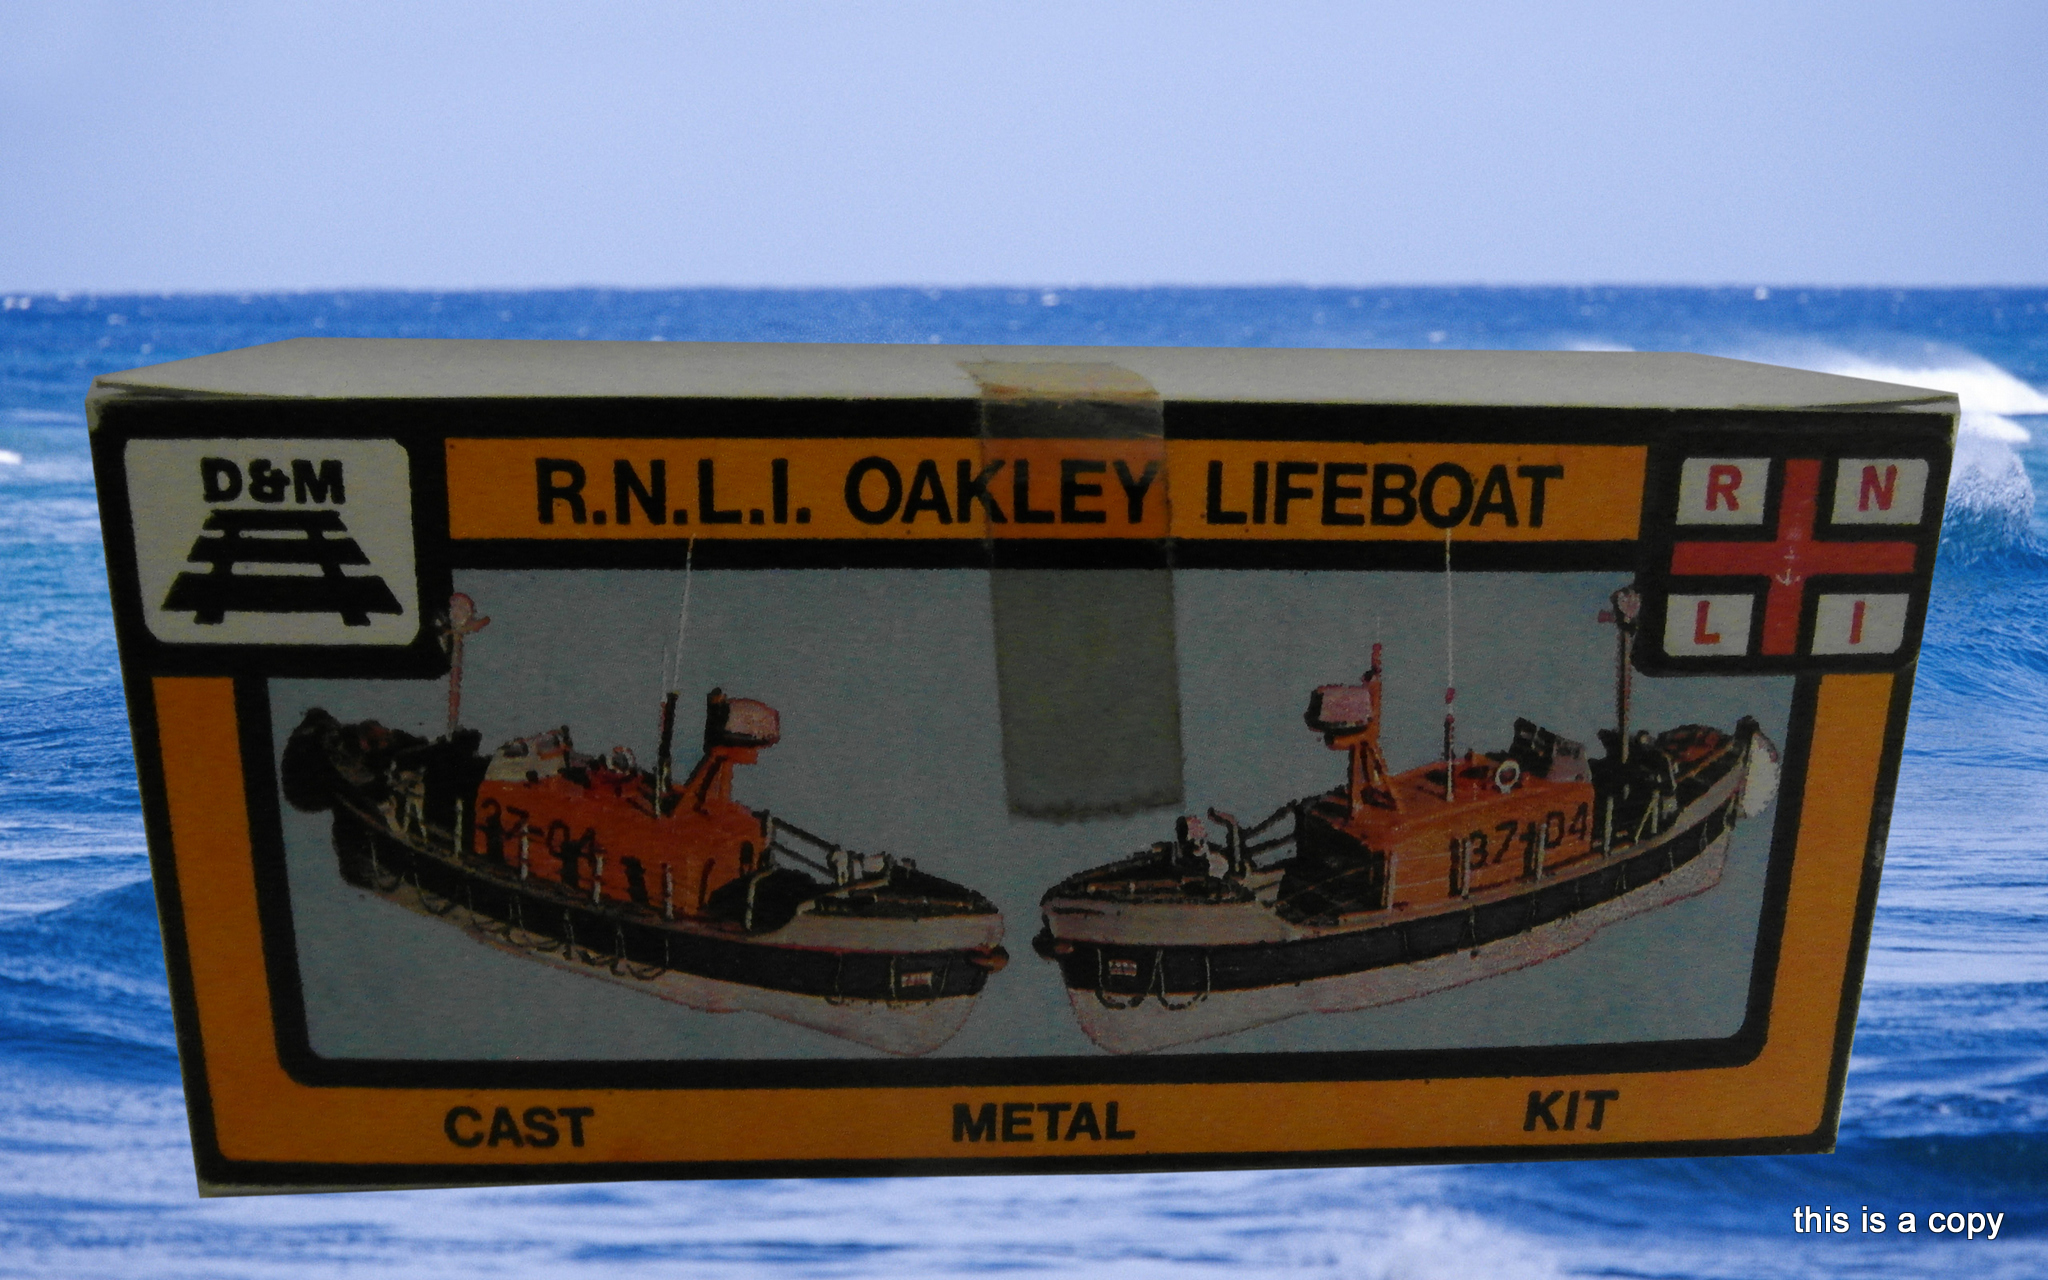 D&M
R.N.L.I. OAKLEY LIFEBOAT
R N
L I
37-04
37-04
CAST METAL KIT
this is a copy